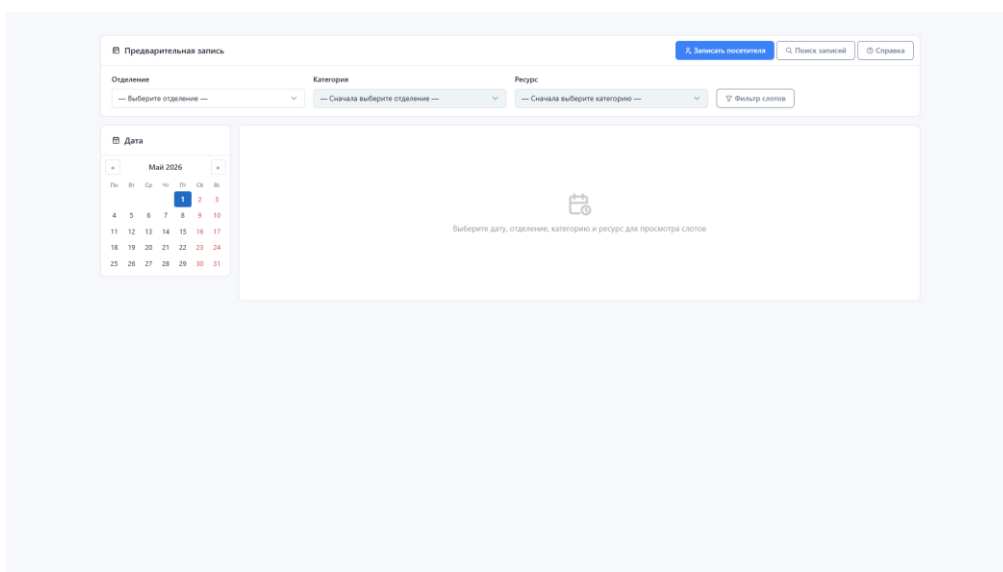 Предварительная запись
Записать посетителя
Поиск записей
Справка
Отделение
Категория
Ресурс
— Выберите отделение —
— Сначала выберите отделение —
— Сначала выберите категорию —
Фильтр слотов
Дата
« Май 2026 »
Пн Вт Ср Чт Пт Сб Вс
1 2 3
4 5 6 7 8 9 10
11 12 13 14 15 16 17
18 19 20 21 22 23 24
25 26 27 28 29 30 31
Выберите дату, отделение, категорию и ресурс для просмотра слотов